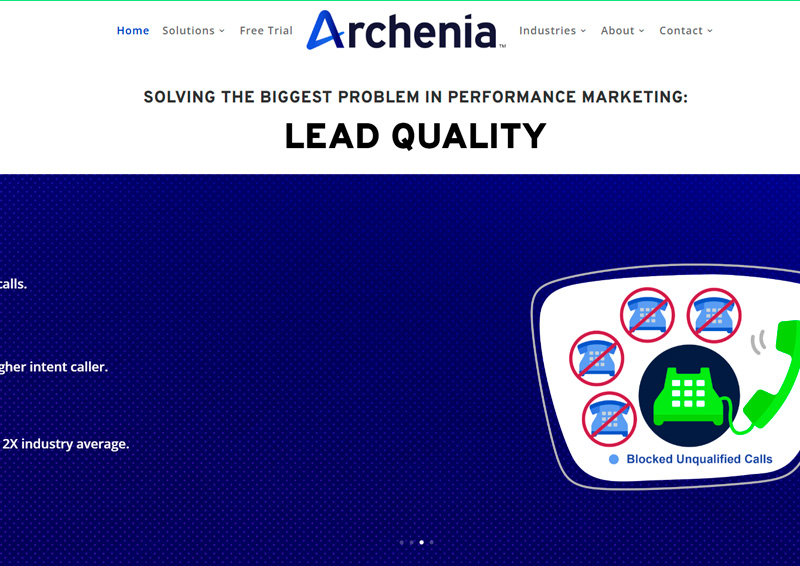 Home Solutions Free Trial Archenia™ Industries About Contact
SOLVING THE BIGGEST PROBLEM IN PERFORMANCE MARKETING:
LEAD QUALITY
calls.
gher intent caller.
2X industry average.
Blocked Unqualified Calls